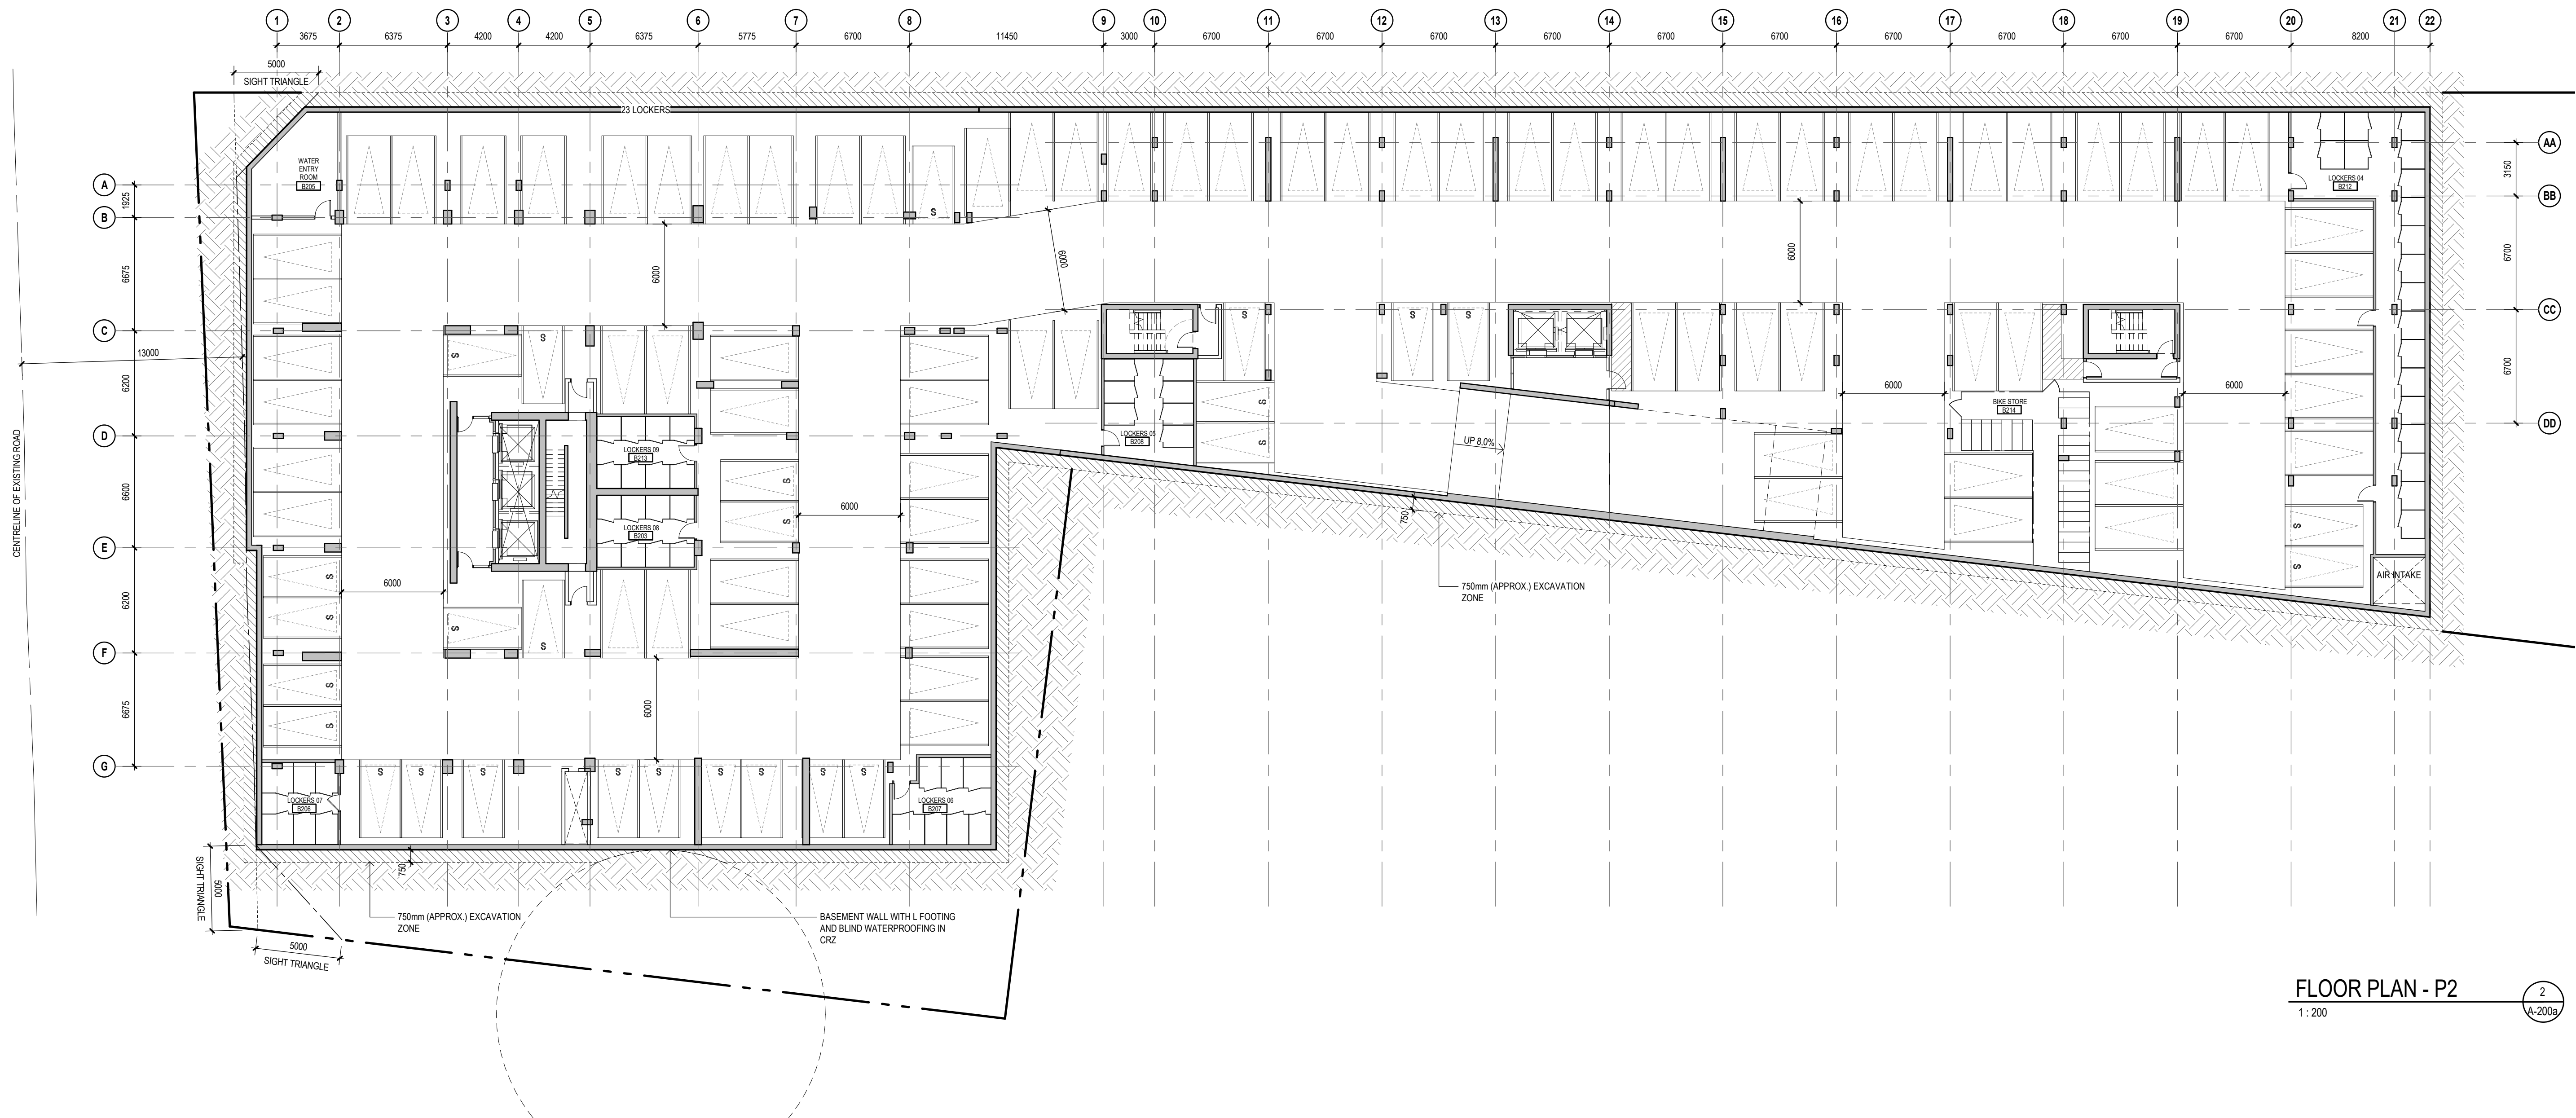 1 2 3 4 5 6 7 8 9 10 11 12 13 14 15 16 17 18 19 20 21 22
3675 6375 4200 4200 6375 5775 6700 11450 3000 6700 6700 6700 6700 6700 6700 6700 6700 6700 6700 8200
5000
SIGHT TRIANGLE
23 LOCKERS
WATER
ENTRY
ROOM
B205
A
B
C
D
E
F
G
1925
6675
6200
6600
6200
6675
AA
BB
CC
DD
3150
6700
6700
LOCKERS 04
B212
S
6000
6000
6000
13000
CENTRELINE OF EXISTING ROAD
S
S
S
S
S
6000
6000
BIKE STORE
B214
LOCKERS 05
B208
S
S
UP 8,0%
LOCKERS 09
B213
S
S
6000
LOCKERS 08
B203
750
S
S
AIR INTAKE
750mm (APPROX.) EXCAVATION
ZONE
S
S
6000
S
S
S
S
6000
S S S S S S S S S
LOCKERS 07
B206
LOCKERS 06
B207
SIGHT TRIANGLE
5000
750
750mm (APPROX.) EXCAVATION
ZONE
BASEMENT WALL WITH L FOOTING
AND BLIND WATERPROOFING IN
CRZ
5000
SIGHT TRIANGLE
FLOOR PLAN - P2
1 : 200
2
A-200a